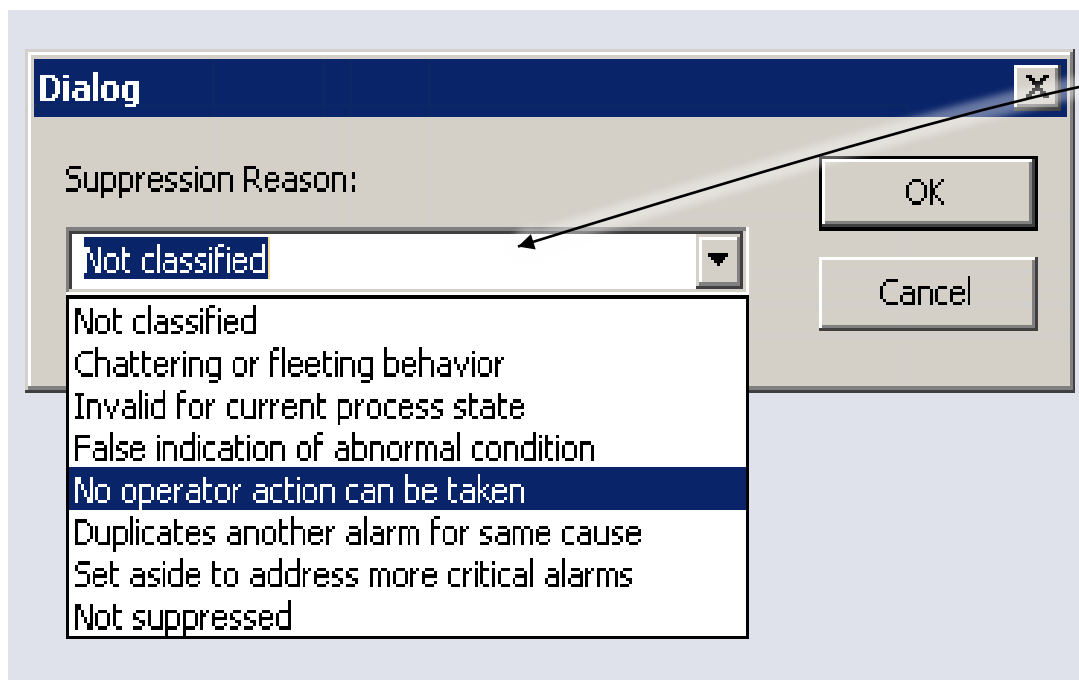 Dialog
X
Suppression Reason:
OK
Not classified
Cancel
Not classified
Chattering or fleeting behavior
Invalid for current process state
False indication of abnormal condition
No operator action can be taken
Duplicates another alarm for same cause
Set aside to address more critical alarms
Not suppressed